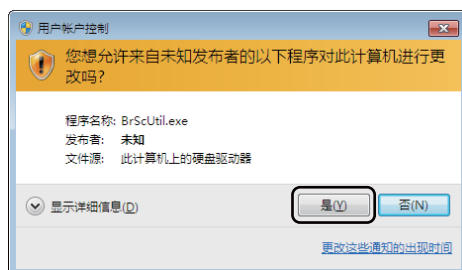 用户帐户控制
您想允许来自未知发布者的以下程序对此计算机进行更
改吗?
程序名称: BrScUtil.exe
发布者: 未知
文件源: 此计算机上的硬盘驱动器
显示详细信息(D) 是(Y) 否(N)
更改这些通知的出现时间